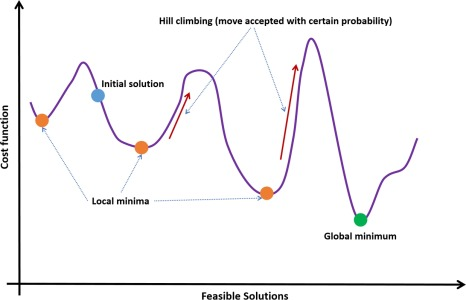 Hill climbing (move accepted with certain probability)
Initial solution
Cost function
Local minima
Global minimum
Feasible Solutions